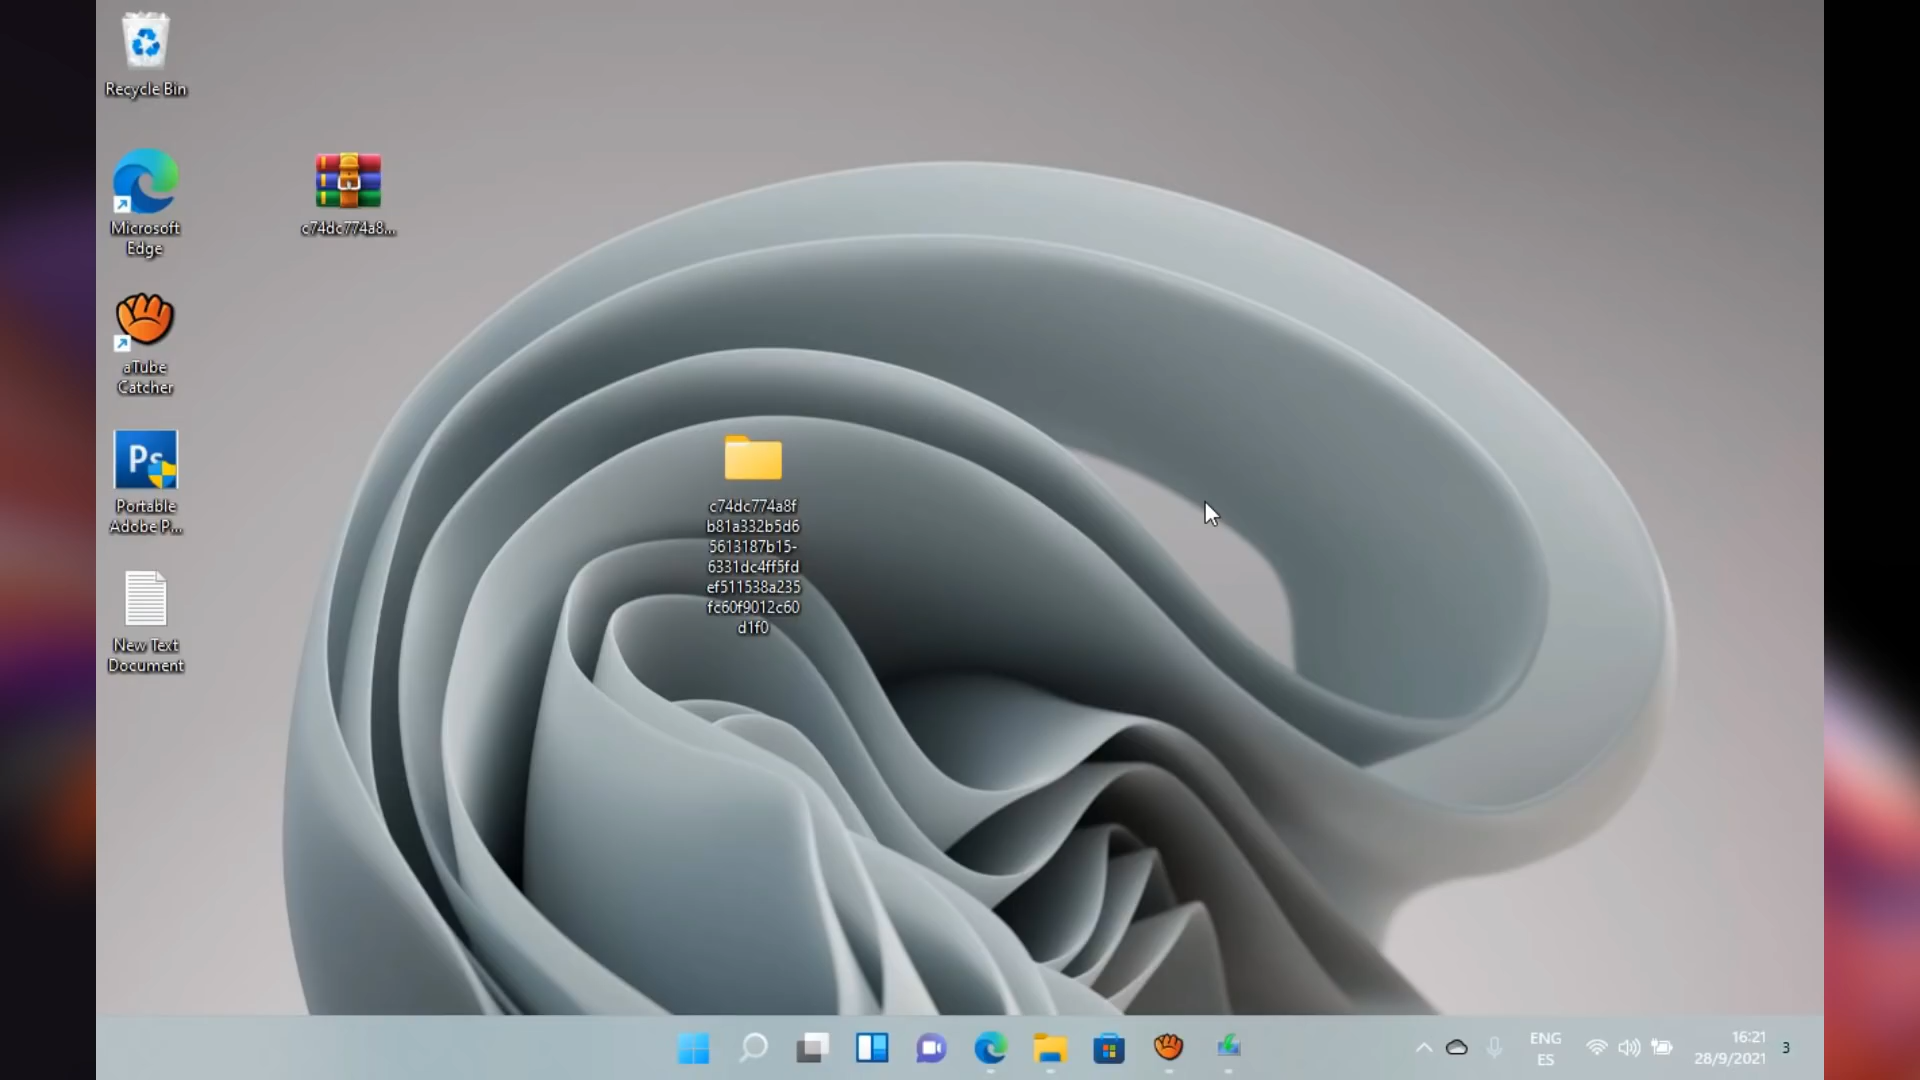 Recycle Bin
Microsoft
Edge
c74dc774a8...
aTube
Catcher
Ps
Portable
Adobe P...
New Text
Document
c74dc774a8f
b81a332b5d6
5613187b15-
6331dc4ff5fd
ef511538a235
fc60f9012c60
d1f0
ENG
ES
16:21
28/9/2021
3